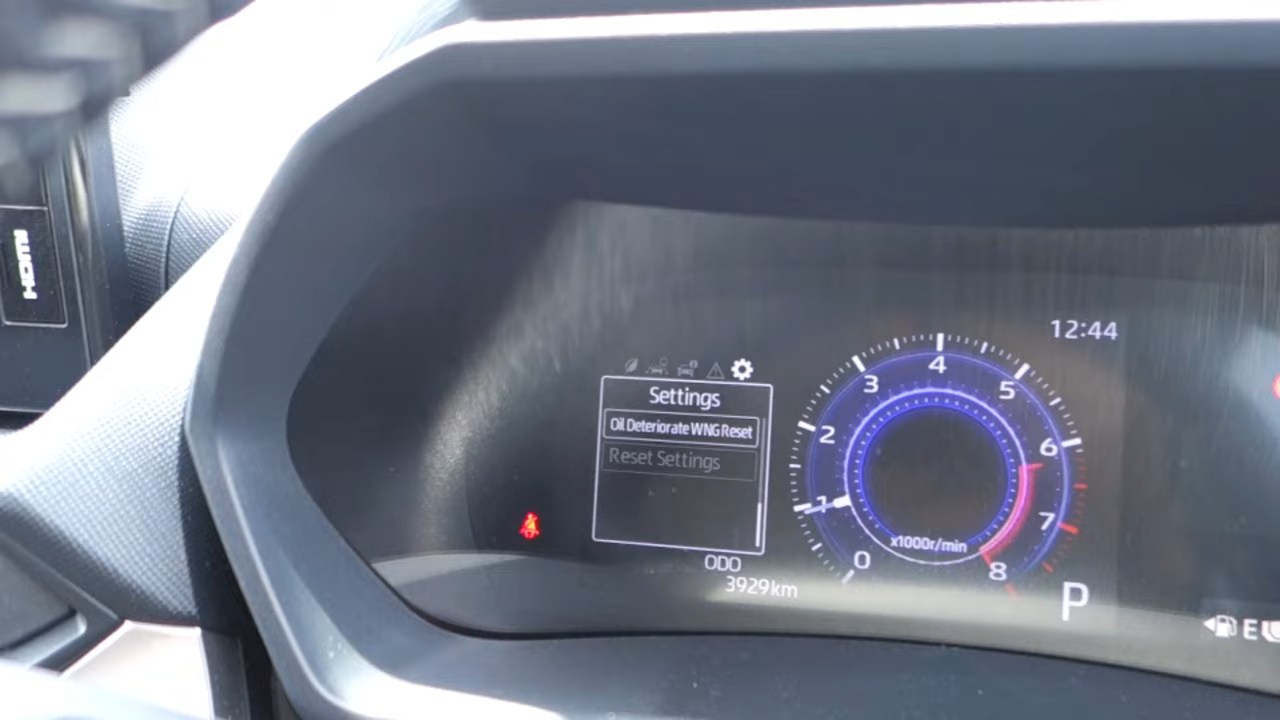 HDMI
12:44
Settings
Oil Deteriorate WNG Reset
Reset Settings
0
1
2
3
4
5
6
7
8
x1000r/min
ODO
3929km
P
E